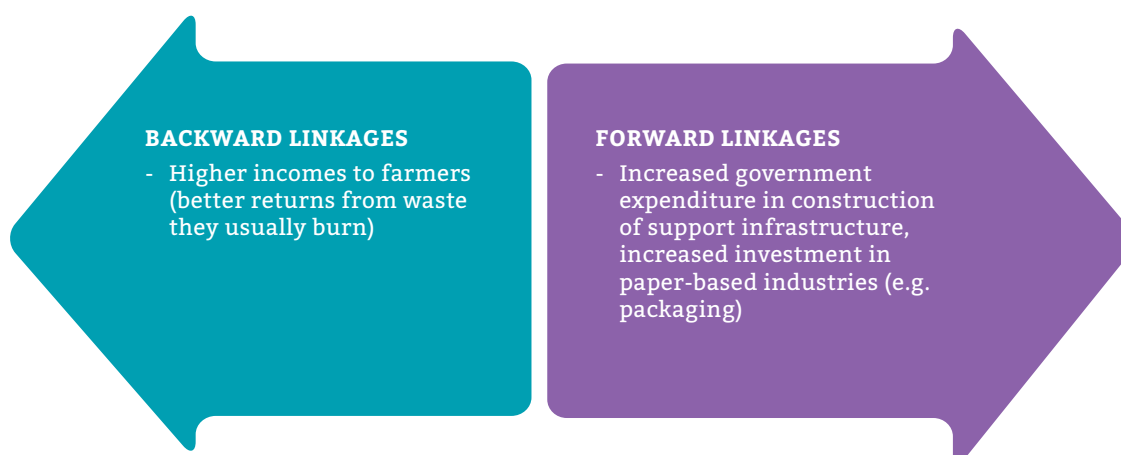 BACKWARD LINKAGES
- Higher incomes to farmers
(better returns from waste
they usually burn)
FORWARD LINKAGES
- Increased government
expenditure in construction
of support infrastructure,
increased investment in
paper-based industries (e.g.
packaging)